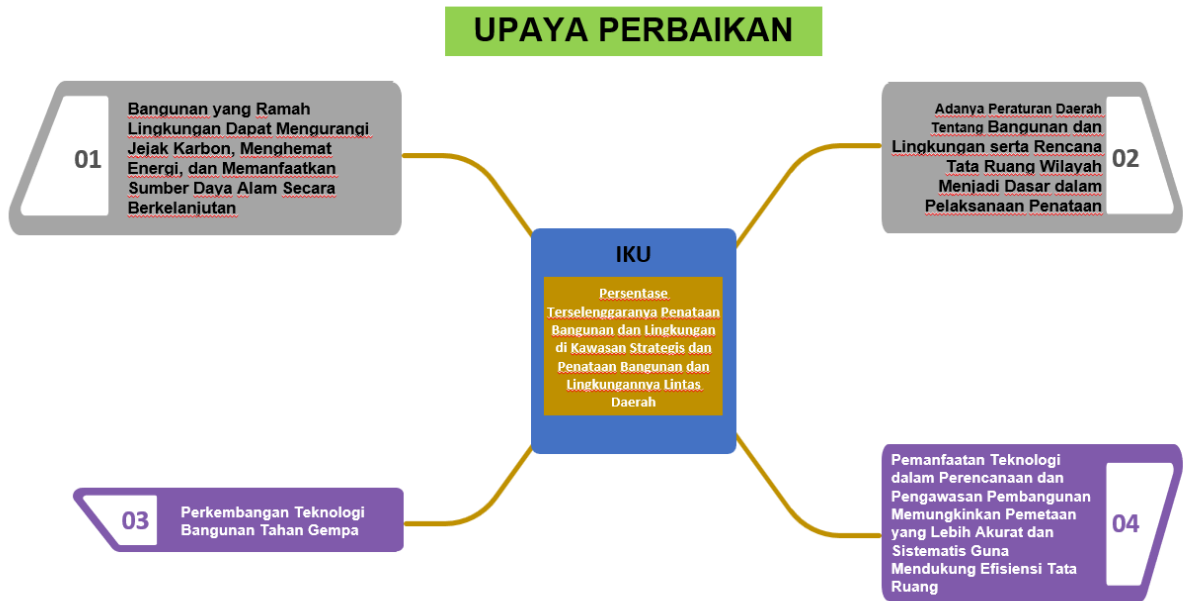 UPAYA PERBAIKAN
01
Bangunan yang Ramah
Lingkungan Dapat Mengurangi
Jejak Karbon, Menghemat
Energi, dan Memanfaatkan
Sumber Daya Alam Secara
Berkelanjutan
Adanya Peraturan Daerah
Tentang Bangunan dan
Lingkungan serta Rencana
Tata Ruang Wilayah
Menjadi Dasar dalam
Pelaksanaan Penataan
02
IKU
Persentase
Terselenggaranya Penataan
Bangunan dan Lingkungan
di Kawasan Strategis dan
Penataan Bangunan dan
Lingkungannya Lintas
Daerah
03
Perkembangan Teknologi
Bangunan Tahan Gempa
Pemanfaatan Teknologi
dalam Perencanaan dan
Pengawasan Pembangunan
Memungkinkan Pemetaan
yang Lebih Akurat dan
Sistematis Guna
Mendukung Efisiensi Tata
Ruang
04